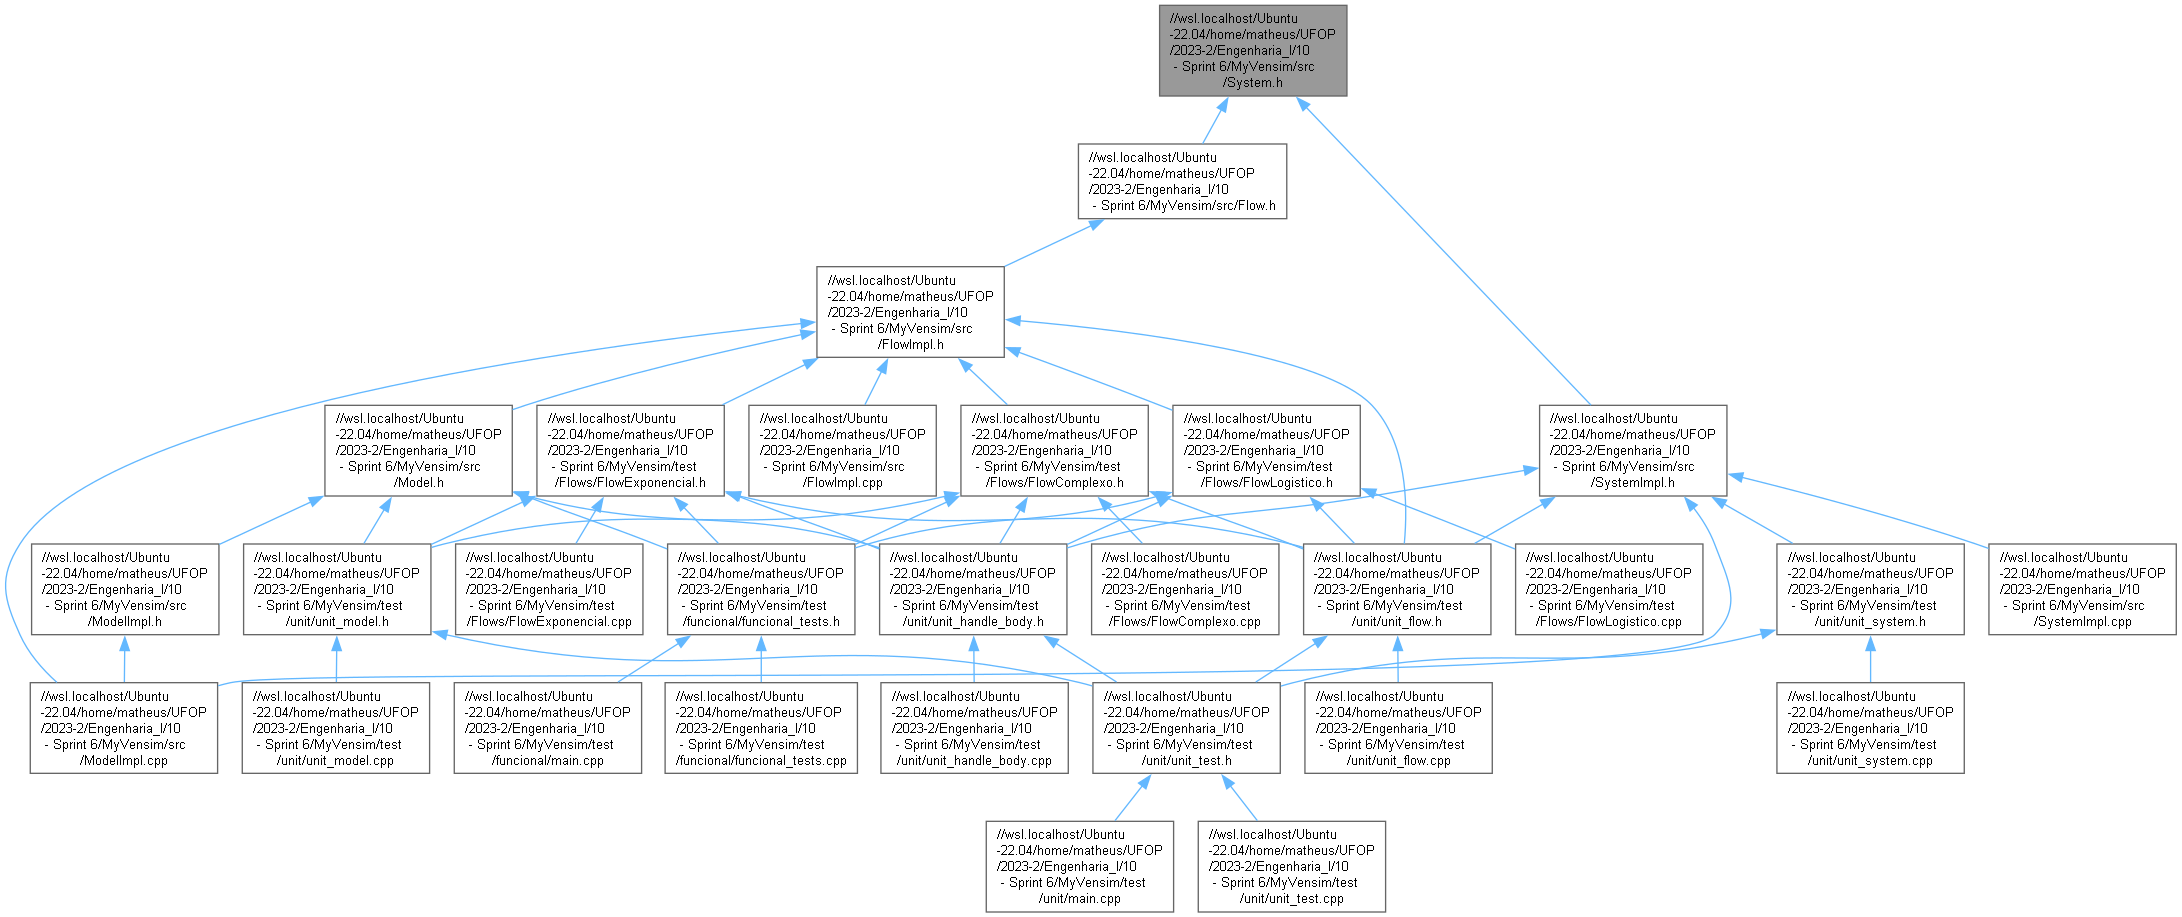 //wsl.localhost/Ubuntu
-22.04/home/matheus/UFOP
/2023-2/Engenharia_I/10
- Sprint 6/MyVensim/src
/System.h
//wsl.localhost/Ubuntu
-22.04/home/matheus/UFOP
/2023-2/Engenharia_I/10
- Sprint 6/MyVensim/src/Flow.h
//wsl.localhost/Ubuntu
-22.04/home/matheus/UFOP
/2023-2/Engenharia_I/10
- Sprint 6/MyVensim/src
/FlowImpl.h
//wsl.localhost/Ubuntu
-22.04/home/matheus/UFOP
/2023-2/Engenharia_I/10
- Sprint 6/MyVensim/src
/Model.h
//wsl.localhost/Ubuntu
-22.04/home/matheus/UFOP
/2023-2/Engenharia_I/10
- Sprint 6/MyVensim/test
/Flows/FlowExponencial.h
//wsl.localhost/Ubuntu
-22.04/home/matheus/UFOP
/2023-2/Engenharia_I/10
- Sprint 6/MyVensim/src
/FlowImpl.cpp
//wsl.localhost/Ubuntu
-22.04/home/matheus/UFOP
/2023-2/Engenharia_I/10
- Sprint 6/MyVensim/test
/Flows/FlowComplexo.h
//wsl.localhost/Ubuntu
-22.04/home/matheus/UFOP
/2023-2/Engenharia_I/10
- Sprint 6/MyVensim/test
/Flows/FlowLogistico.h
//wsl.localhost/Ubuntu
-22.04/home/matheus/UFOP
/2023-2/Engenharia_I/10
- Sprint 6/MyVensim/src
/SystemImpl.h
//wsl.localhost/Ubuntu
-22.04/home/matheus/UFOP
/2023-2/Engenharia_I/10
- Sprint 6/MyVensim/src
/ModelImpl.h
//wsl.localhost/Ubuntu
-22.04/home/matheus/UFOP
/2023-2/Engenharia_I/10
- Sprint 6/MyVensim/test
/unit/unit_model.h
//wsl.localhost/Ubuntu
-22.04/home/matheus/UFOP
/2023-2/Engenharia_I/10
- Sprint 6/MyVensim/test
/Flows/FlowExponencial.cpp
//wsl.localhost/Ubuntu
-22.04/home/matheus/UFOP
/2023-2/Engenharia_I/10
- Sprint 6/MyVensim/test
/funcional/funcional_tests.h
//wsl.localhost/Ubuntu
-22.04/home/matheus/UFOP
/2023-2/Engenharia_I/10
- Sprint 6/MyVensim/test
/unit/unit_handle_body.h
//wsl.localhost/Ubuntu
-22.04/home/matheus/UFOP
/2023-2/Engenharia_I/10
- Sprint 6/MyVensim/test
/Flows/FlowComplexo.cpp
//wsl.localhost/Ubuntu
-22.04/home/matheus/UFOP
/2023-2/Engenharia_I/10
- Sprint 6/MyVensim/test
/unit/unit_flow.h
//wsl.localhost/Ubuntu
-22.04/home/matheus/UFOP
/2023-2/Engenharia_I/10
- Sprint 6/MyVensim/test
/Flows/FlowLogistico.cpp
//wsl.localhost/Ubuntu
-22.04/home/matheus/UFOP
/2023-2/Engenharia_I/10
- Sprint 6/MyVensim/test
/unit/unit_system.h
//wsl.localhost/Ubuntu
-22.04/home/matheus/UFOP
/2023-2/Engenharia_I/10
- Sprint 6/MyVensim/src
/SystemImpl.cpp
//wsl.localhost/Ubuntu
-22.04/home/matheus/UFOP
/2023-2/Engenharia_I/10
- Sprint 6/MyVensim/src
/ModelImpl.cpp
//wsl.localhost/Ubuntu
-22.04/home/matheus/UFOP
/2023-2/Engenharia_I/10
- Sprint 6/MyVensim/test
/unit/unit_model.cpp
//wsl.localhost/Ubuntu
-22.04/home/matheus/UFOP
/2023-2/Engenharia_I/10
- Sprint 6/MyVensim/test
/funcional/main.cpp
//wsl.localhost/Ubuntu
-22.04/home/matheus/UFOP
/2023-2/Engenharia_I/10
- Sprint 6/MyVensim/test
/funcional/funcional_tests.cpp
//wsl.localhost/Ubuntu
-22.04/home/matheus/UFOP
/2023-2/Engenharia_I/10
- Sprint 6/MyVensim/test
/unit/unit_handle_body.cpp
//wsl.localhost/Ubuntu
-22.04/home/matheus/UFOP
/2023-2/Engenharia_I/10
- Sprint 6/MyVensim/test
/unit/unit_test.h
//wsl.localhost/Ubuntu
-22.04/home/matheus/UFOP
/2023-2/Engenharia_I/10
- Sprint 6/MyVensim/test
/unit/unit_flow.cpp
//wsl.localhost/Ubuntu
-22.04/home/matheus/UFOP
/2023-2/Engenharia_I/10
- Sprint 6/MyVensim/test
/unit/unit_system.cpp
//wsl.localhost/Ubuntu
-22.04/home/matheus/UFOP
/2023-2/Engenharia_I/10
- Sprint 6/MyVensim/test
/unit/main.cpp
//wsl.localhost/Ubuntu
-22.04/home/matheus/UFOP
/2023-2/Engenharia_I/10
- Sprint 6/MyVensim/test
/unit/unit_test.cpp